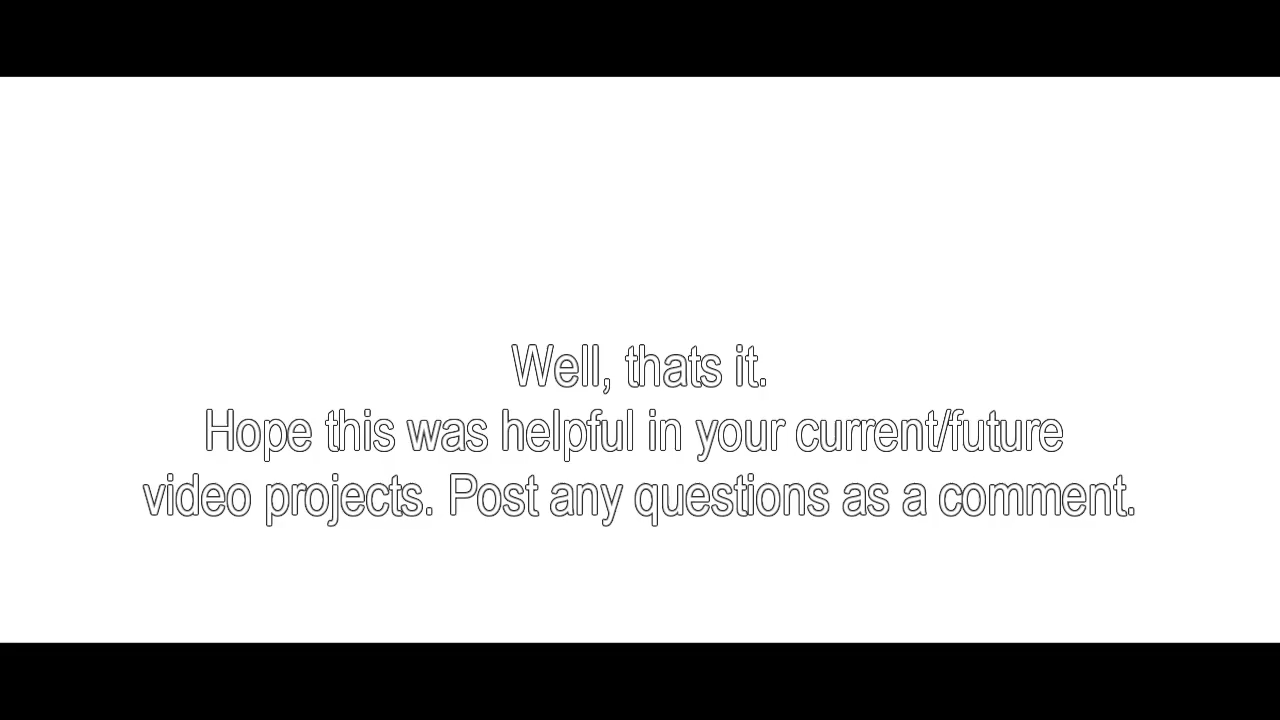 Well, thats it.
Hope this was helpful in your current/future
video projects. Post any questions as a comment.